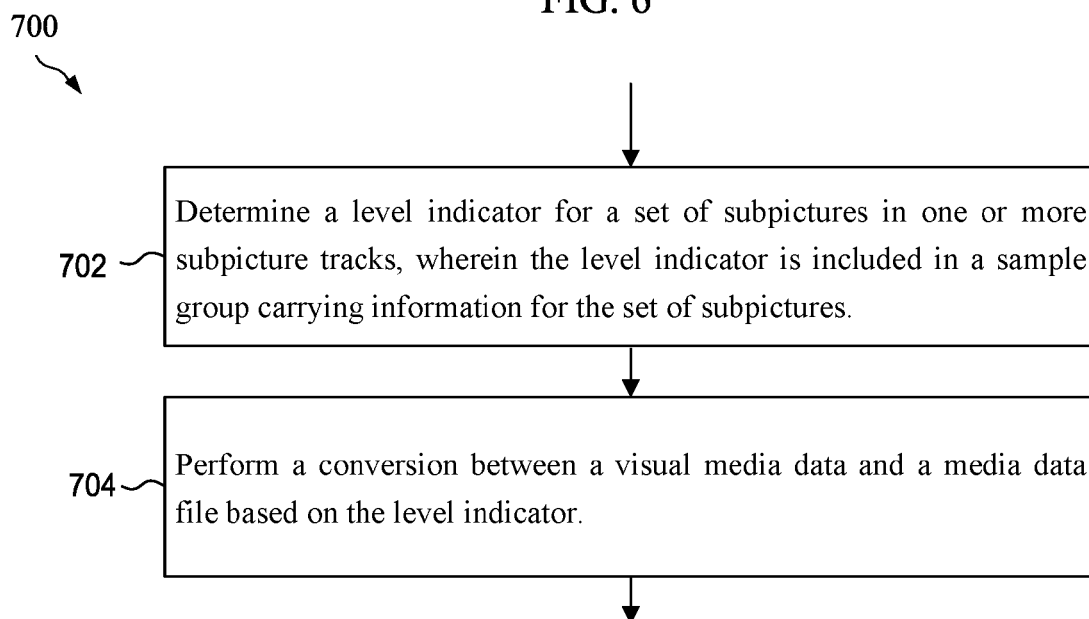 FIG. 6
700
Determine a level indicator for a set of subpictures in one or more
702 subpicture tracks, wherein the level indicator is included in a sample
group carrying information for the set of subpictures.
Perform a conversion between a visual media data and a media data
704
file based on the level indicator.